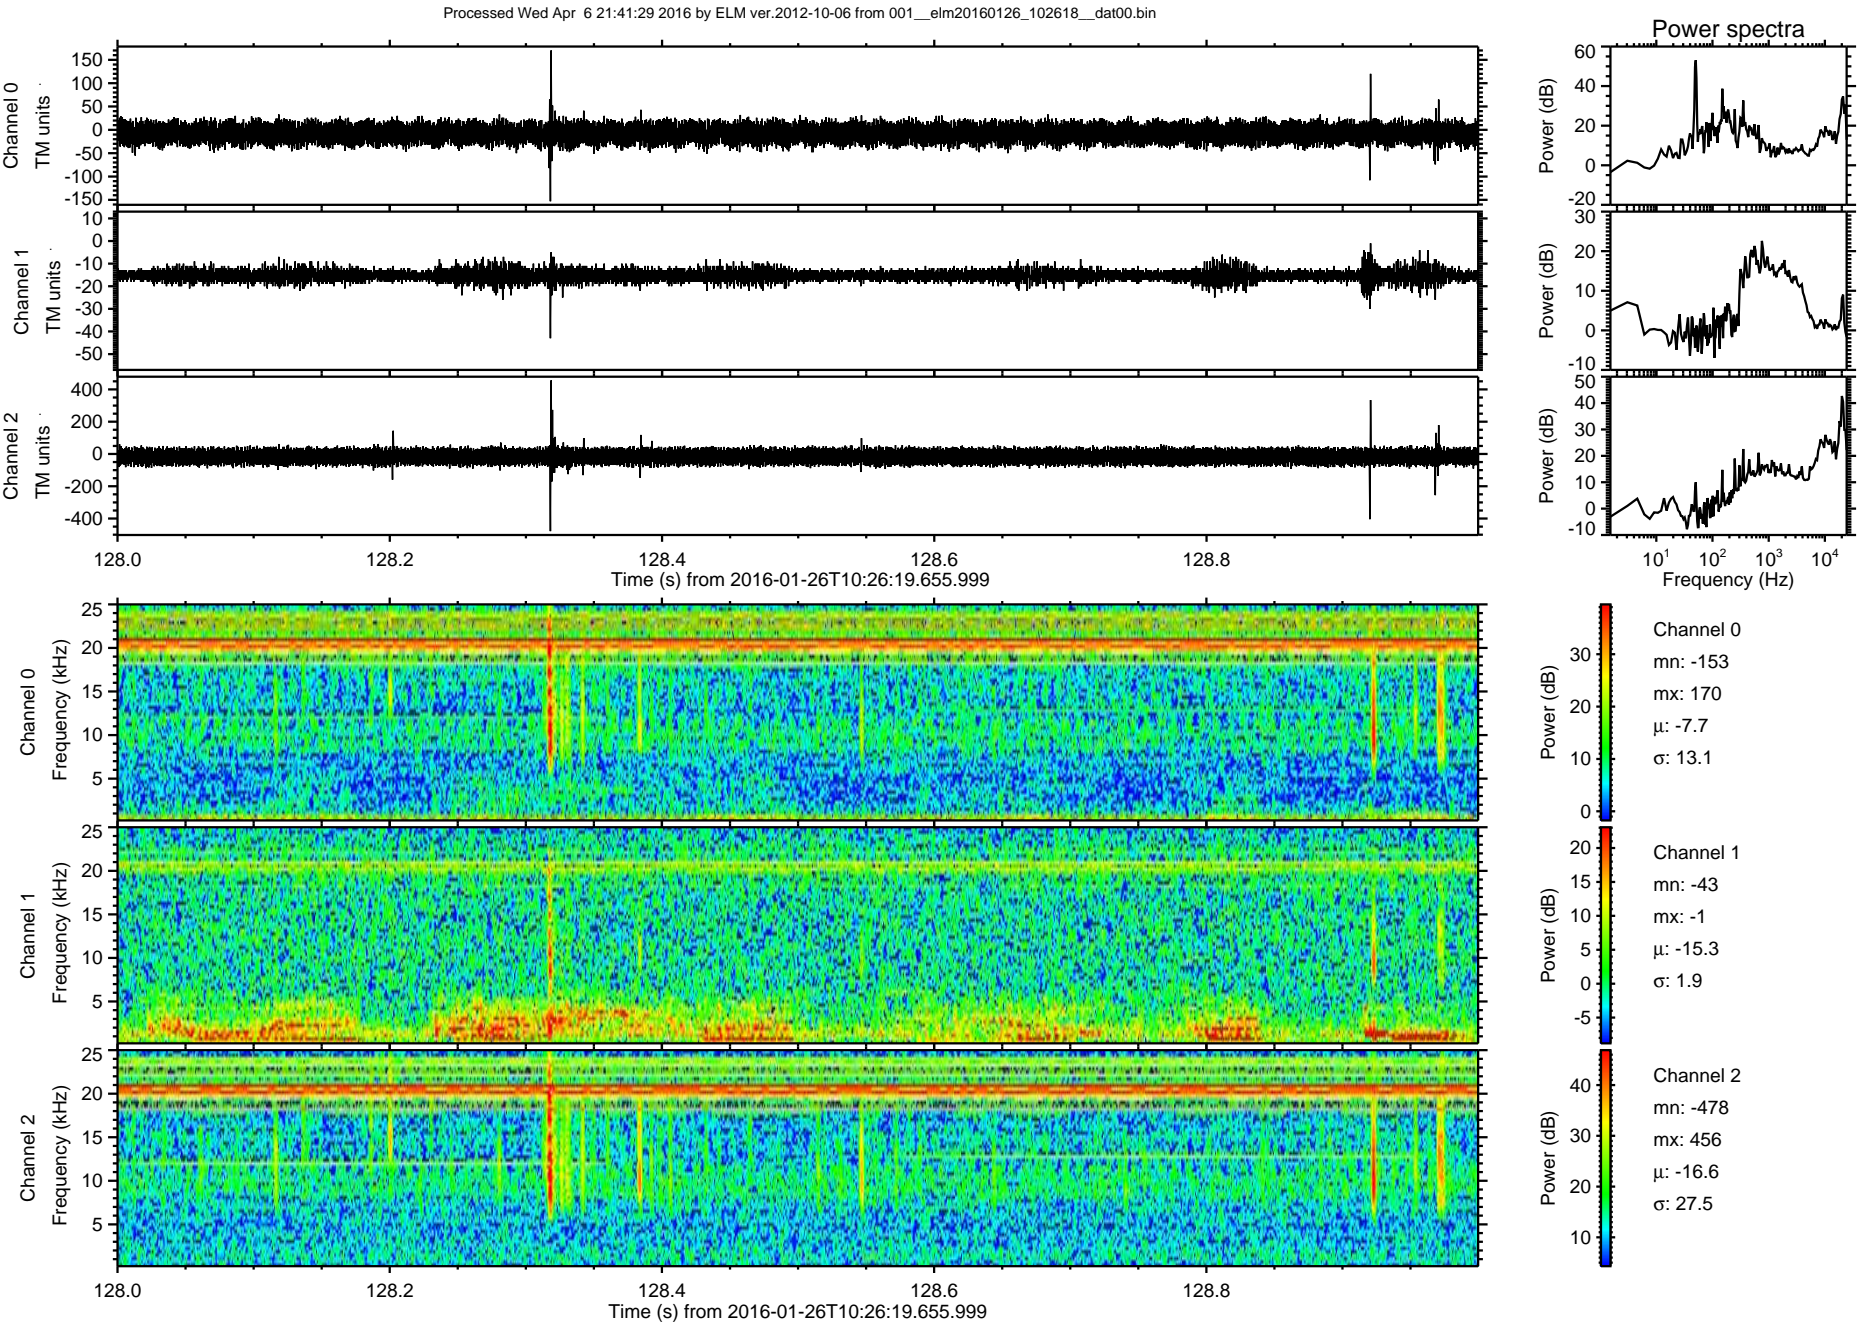 Processed Wed Apr  6 21:41:29 2016 by ELM ver.2012-10-06 from 001__elm20160126_102618__dat00.bin
Power spectra
Channel 0
TM units
150
100
50
0
-50
-100
-150
Power (dB)
60
40
20
0
-20
Channel 1
TM units
10
0
-10
-20
-30
-40
-50
Power (dB)
30
20
10
0
-10
Channel 2
TM units
400
200
0
-200
-400
Power (dB)
50
40
30
20
10
0
-10
128.0 128.2 128.4 128.6 128.8
Time (s) from 2016-01-26T10:26:19.655.999
10^1 10^2 10^3 10^4
Frequency (Hz)
Channel 0
Frequency (kHz)
25
20
15
10
5
Power (dB)
30
20
10
0
Channel 0
mn: -153
mx: 170
μ: -7.7
σ: 13.1
Channel 1
Frequency (kHz)
25
20
15
10
5
Power (dB)
20
15
10
5
0
-5
Channel 1
mn: -43
mx: -1
μ: -15.3
σ: 1.9
Channel 2
Frequency (kHz)
25
20
15
10
5
Power (dB)
40
30
20
10
Channel 2
mn: -478
mx: 456
μ: -16.6
σ: 27.5
128.0 128.2 128.4 128.6 128.8
Time (s) from 2016-01-26T10:26:19.655.999